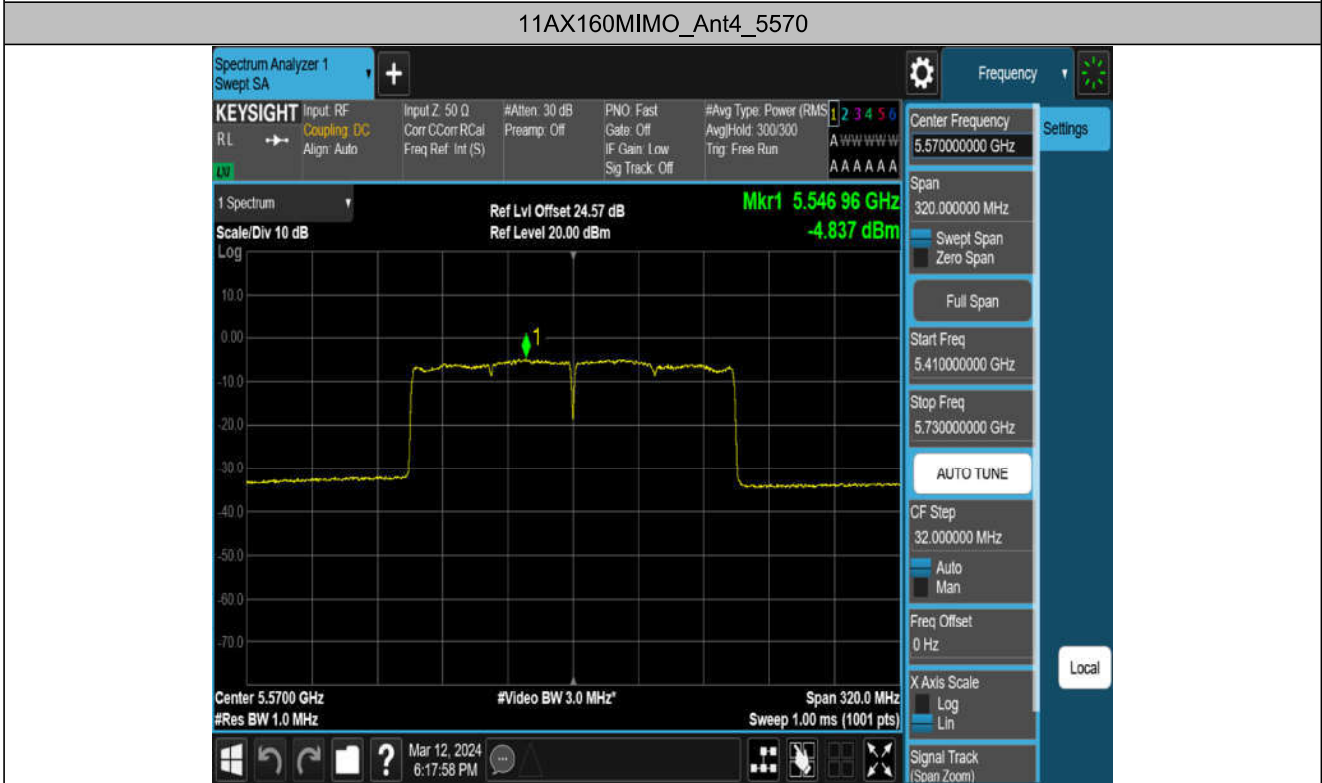 11AX160MIMO_Ant4_5570
Spectrum Analyzer 1
Swept SA
+
Frequency
KEYSIGHT
RL
Input: RF
Coupling: DC
Align: Auto
Input Z: 50 Ω
Corr CCorr RCal
Freq Ref: Int (S)
#Atten: 30 dB
Preamp: Off
PNO: Fast
Gate: Off
IF Gain: Low
Sig Track: Off
#Avg Type: Power (RMS
Avg|Hold: 300/300
Trig: Free Run
1 2 3 4 5 6
A W W W W W
A A A A A A
LXI
1 Spectrum
Scale/Div 10 dB
Log
Ref Lvl Offset 24.57 dB
Ref Level 20.00 dBm
Mkr1 5.546 96 GHz
-4.837 dBm
1
10.0
0.00
-10.0
-20.0
-30.0
-40.0
-50.0
-60.0
-70.0
Center 5.5700 GHz
#Res BW 1.0 MHz
#Video BW 3.0 MHz*
Span 320.0 MHz
Sweep 1.00 ms (1001 pts)
?
Mar 12, 2024
6:17:58 PM
Center Frequency
5.570000000 GHz
Settings
Span
320.000000 MHz
Swept Span
Zero Span
Full Span
Start Freq
5.410000000 GHz
Stop Freq
5.730000000 GHz
AUTO TUNE
CF Step
32.000000 MHz
Auto
Man
Freq Offset
0 Hz
X Axis Scale
Log
Lin
Local
Signal Track
(Span Zoom)